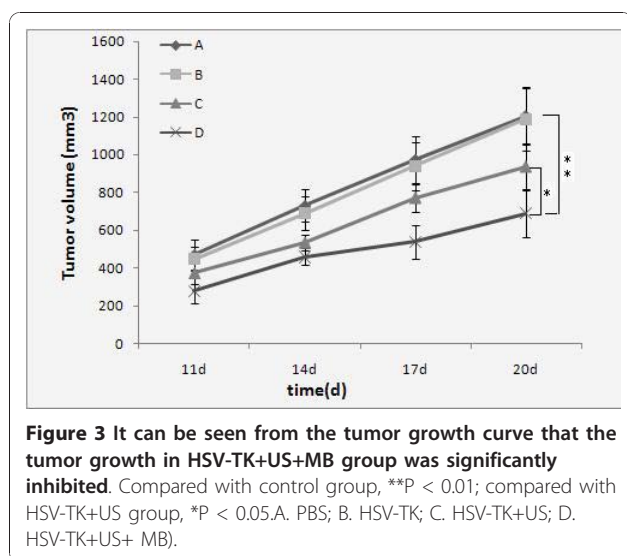 1600
1400
1200
1000
800
600
400
200
0
Tumor volume (mm3)
A
B
C
D
**
*
11d
14d
17d
20d
time(d)
Figure 3 It can be seen from the tumor growth curve that the
tumor growth in HSV-TK+US+MB group was significantly
inhibited. Compared with control group, **P < 0.01; compared with
HSV-TK+US group, *P < 0.05.A. PBS; B. HSV-TK; C. HSV-TK+US; D.
HSV-TK+US+ MB).